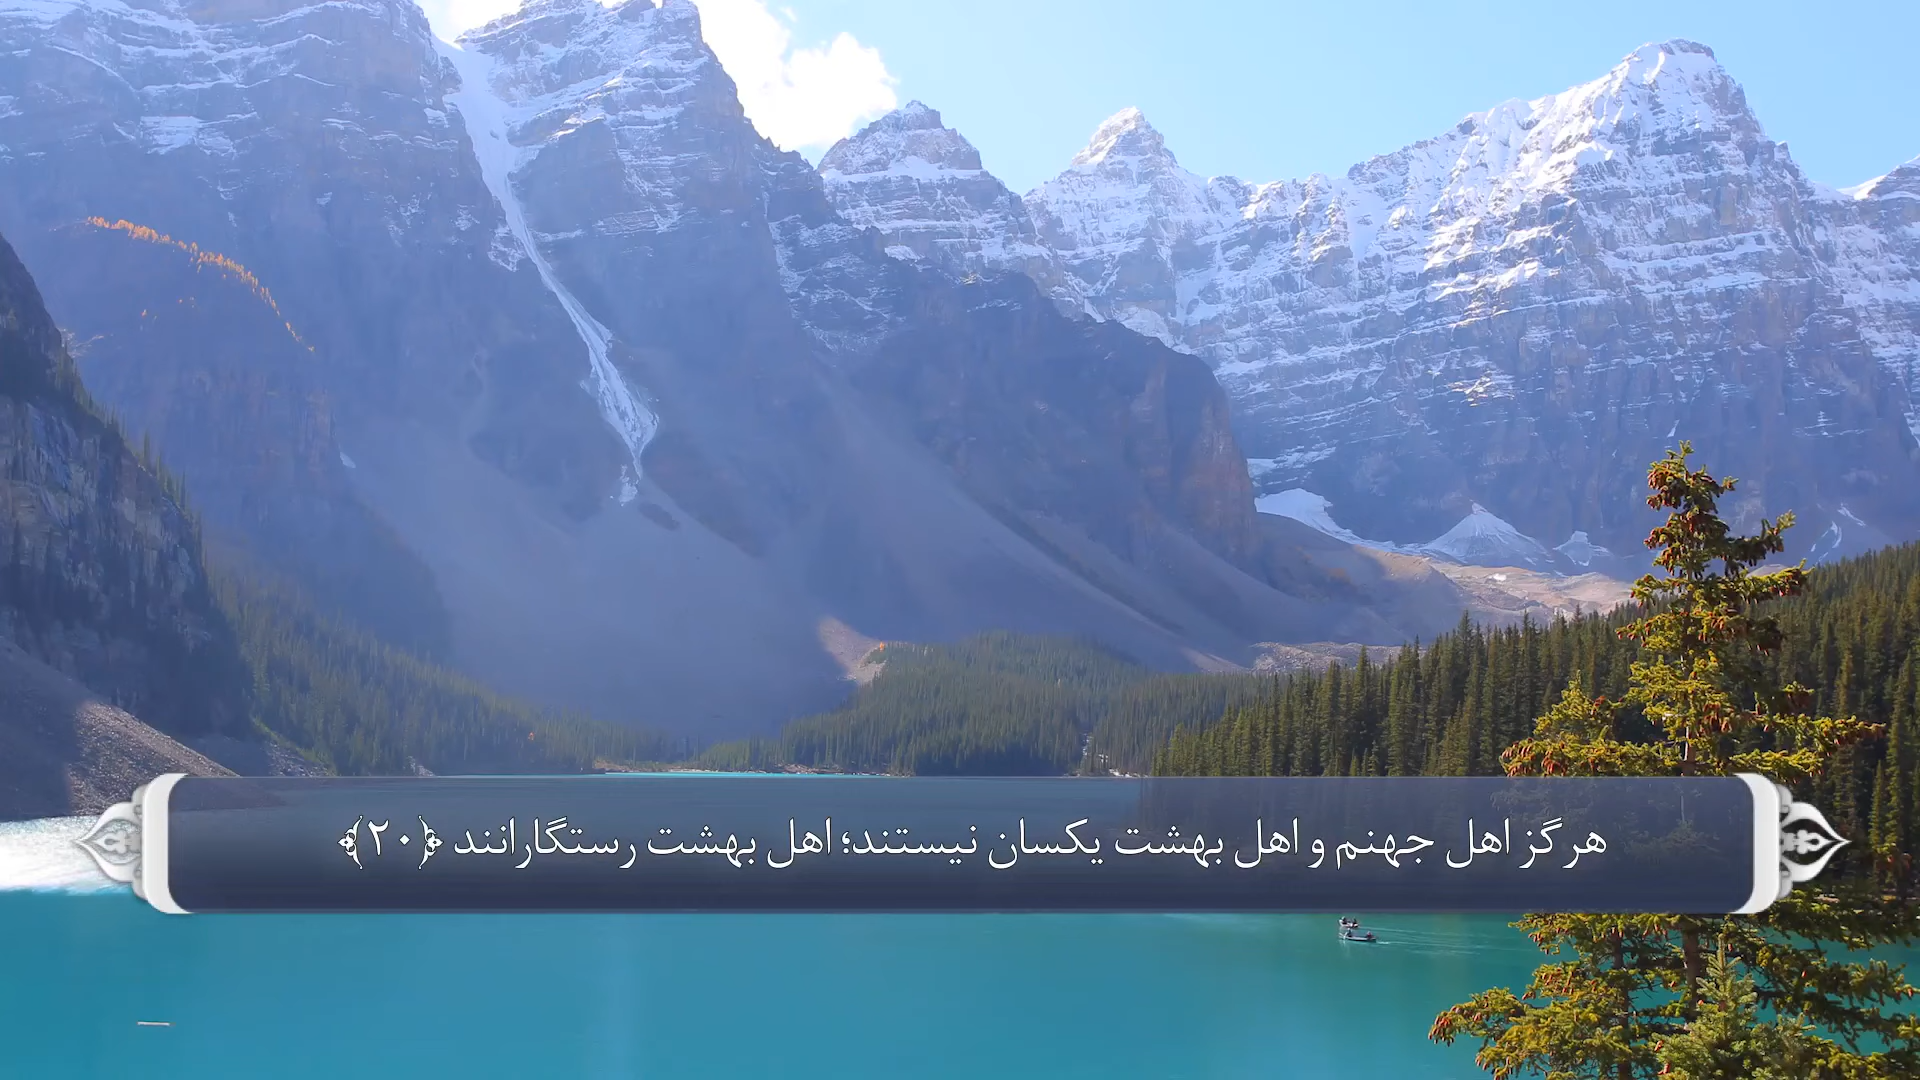 هرگز اهل جهنم و اهل بهشت یکسان نیستند؛ اهل بهشت رستگارانند ﴿۲۰﴾